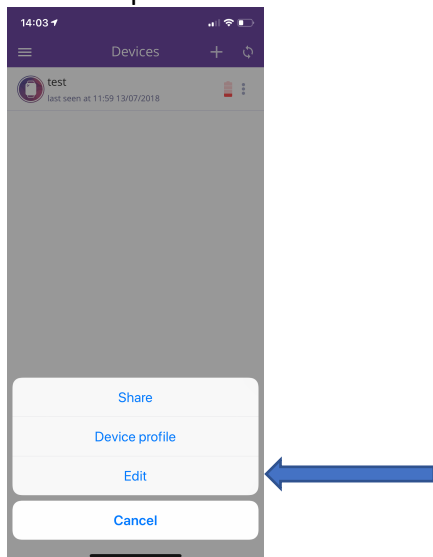 14:03
Devices
test
last seen at 11:59 13/07/2018
Share
Device profile
Edit
Cancel